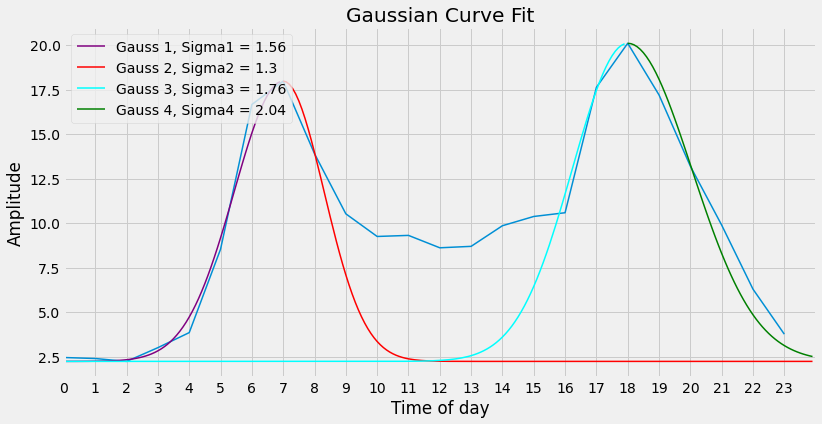 Gaussian Curve Fit
Gauss 1, Sigma1 = 1.56
Gauss 2, Sigma2 = 1.3
Gauss 3, Sigma3 = 1.76
Gauss 4, Sigma4 = 2.04
Amplitude
20.0
17.5
15.0
12.5
10.0
7.5
5.0
2.5
0 1 2 3 4 5 6 7 8 9 10 11 12 13 14 15 16 17 18 19 20 21 22 23
Time of day